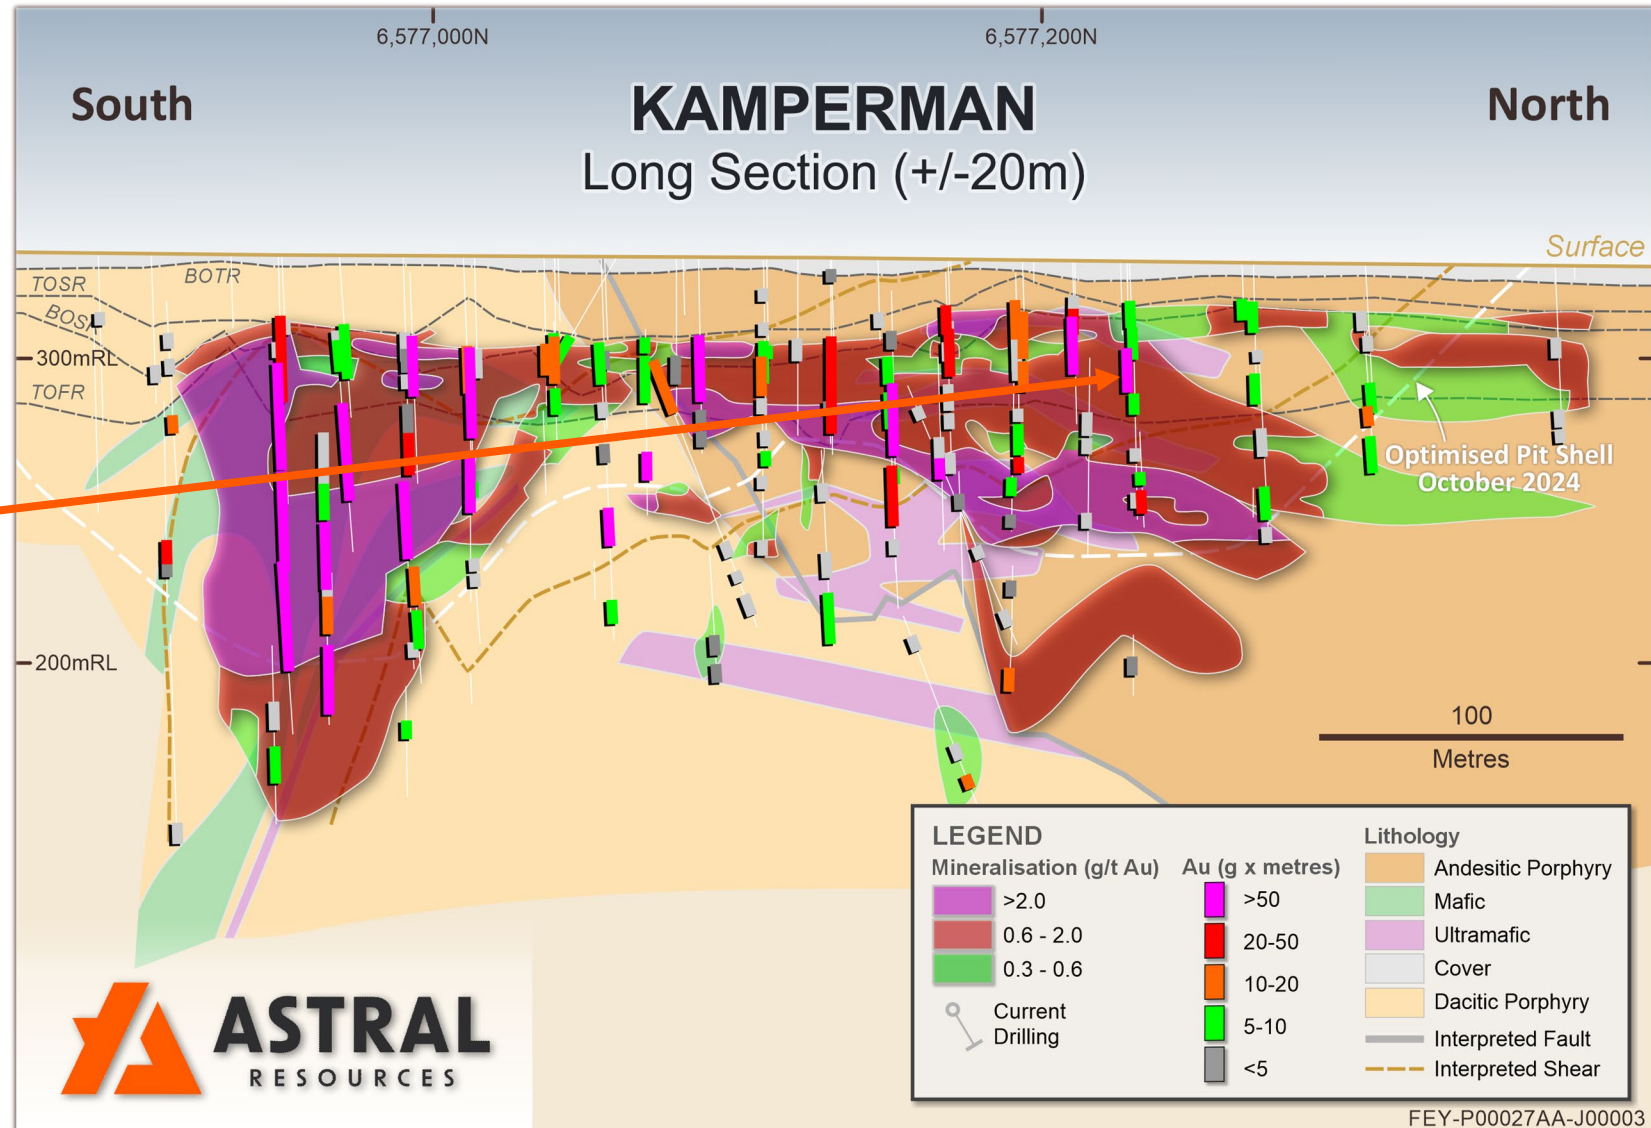 6,577,000N
6,577,200N
South
KAMPERMAN
North
Long Section (+/-20m)
Surface
BOTR
TOSR
BOSA
300mRL
TOFR
Optimised Pit Shell
October 2024
200mRL
100
Metres
LEGEND
Mineralisation (g/t Au)
>2.0
0.6 - 2.0
0.3 - 0.6
Current
Drilling
Au (g x metres)
>50
20-50
10-20
5-10
<5
Lithology
Andesitic Porphyry
Mafic
Ultramafic
Cover
Dacitic Porphyry
Interpreted Fault
Interpreted Shear
ASTRAL
RESOURCES
FEY-P00027AA-J00003